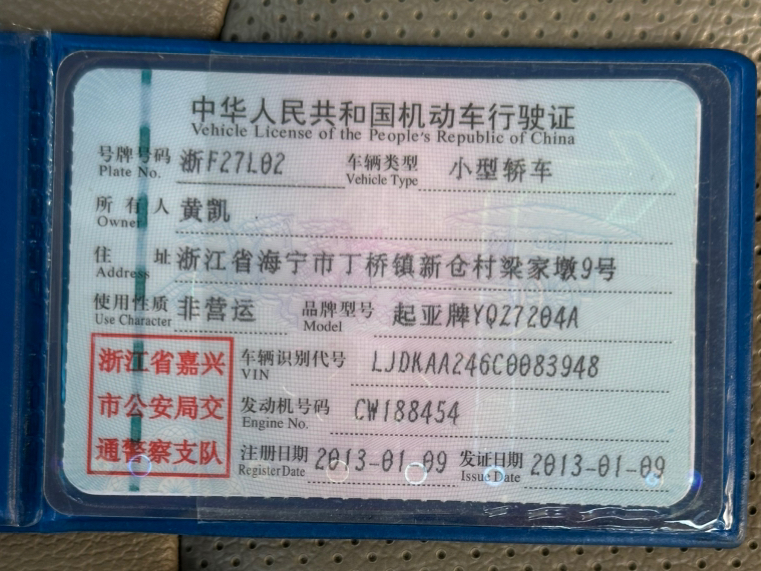 中华人民共和国机动车行驶证
Vehicle License of the People's Republic of China
号牌号码 浙F27L02 车辆类型 小型轿车
Plate No. Vehicle Type
所有人 黄凯
Owner
住址 浙江省海宁市丁桥镇新仓村梁家墩9号
Address
使用性质 非营运 品牌型号 起亚牌YQZ7204A
Use Character Model
浙江省嘉兴
市公安局交
通警察支队
车辆识别代号 LJDKAA246C0083948
VIN
发动机号码 CW188454
Engine No.
注册日期 2013-01-09 发证日期 2013-01-09
Register Date Issue Date